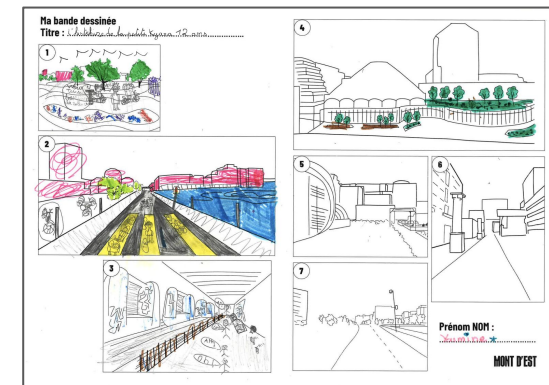 Ma bande dessinée
Titre : L'histoire de la petite Kyara 12 ans
1
2
3
4
5
6
7
Prénom NOM :
Yumine
MONT D'EST